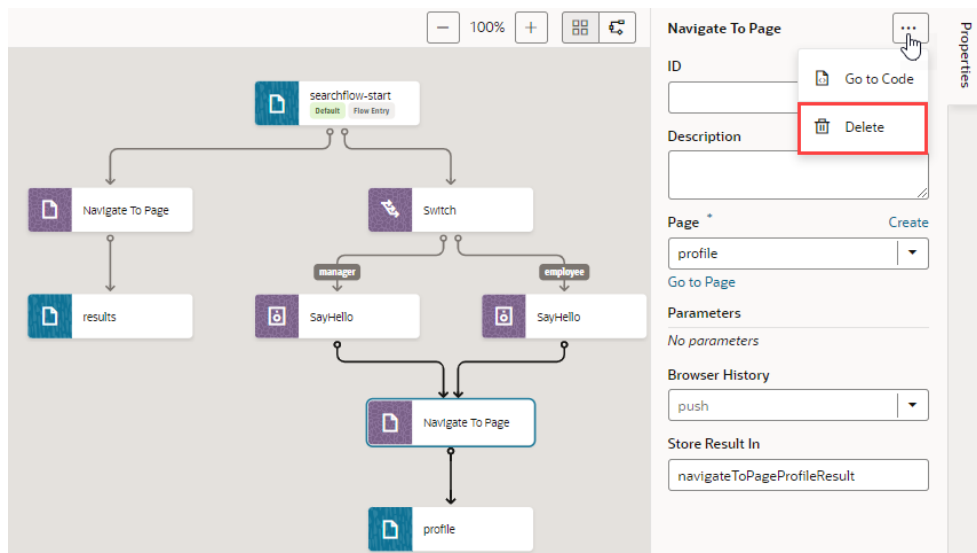 100%
searchflow-start
Default Flow Entry
Navigate To Page
Switch
manager
employee
results
SayHello
SayHello
Navigate To Page
profile
Navigate To Page
ID
Go to Code
Delete
Description
Page *
Create
profile
Go to Page
Parameters
No parameters
Browser History
push
Store Result In
navigateToPageProfileResult
Properties